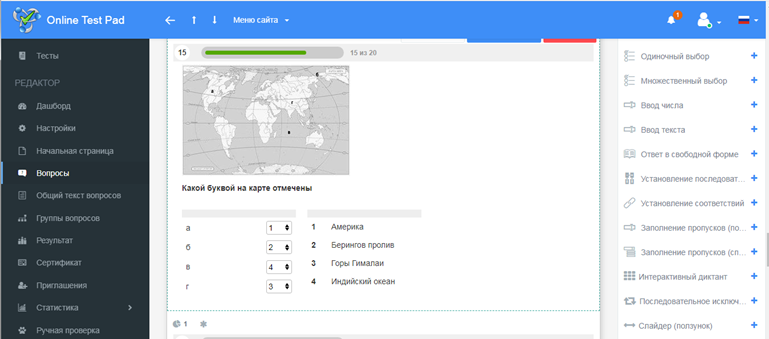 Online Test Pad
Меню сайта
1
Тесты
РЕДАКТОР
Дашборд
Настройки
Начальная страница
Вопросы
Общий текст вопросов
Группы вопросов
Результат
Сертификат
Приглашения
Статистика
Ручная проверка
15
15 из 20
а
б
г
в
Какой буквой на карте отмечены
а 1
б 2
в 4
г 3
1 Америка
2 Берингов пролив
3 Горы Гималаи
4 Индийский океан
1
Одиночный выбор
Множественный выбор
Ввод числа
Ввод текста
Ответ в свободной форме
Установление последоват...
Установление соответствий
Заполнение пропусков (по...
Заполнение пропусков (сп...
Интерактивный диктант
Последовательное исключ...
Слайдер (ползунок)